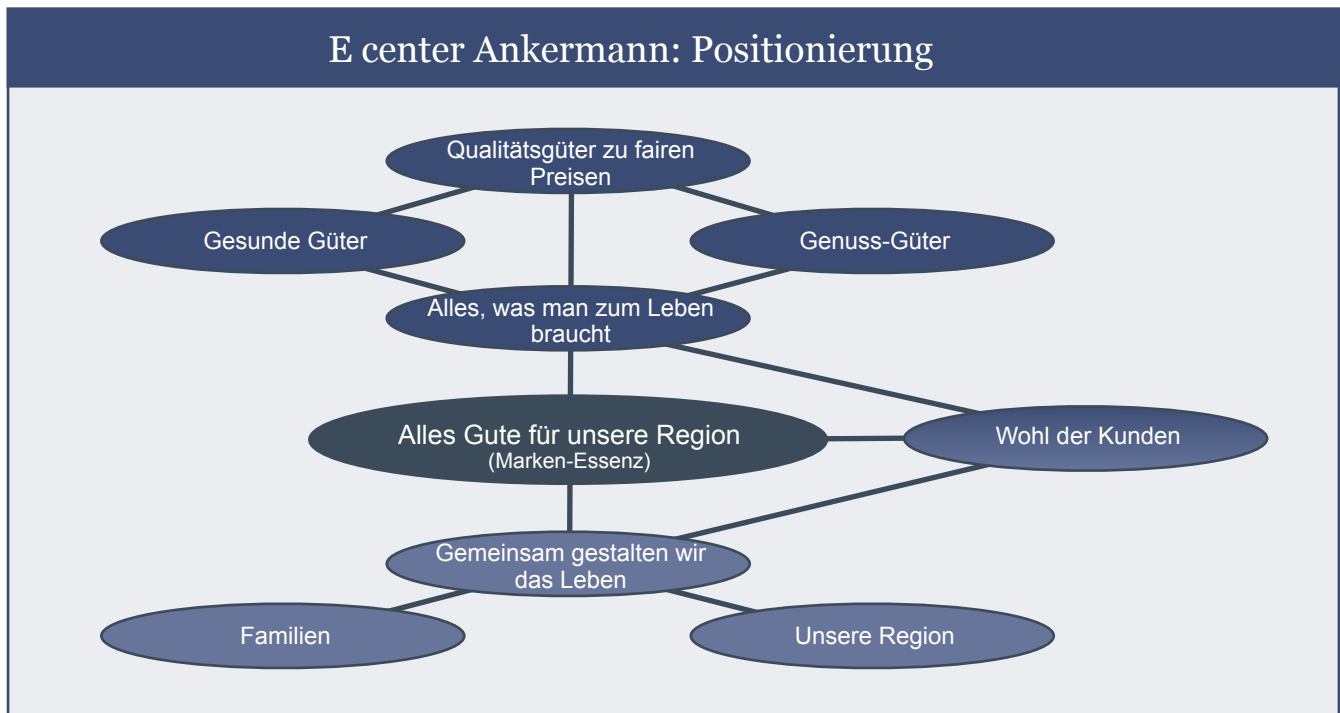 E center Ankermann: Positionierung
Qualitätsgüter zu fairen
Preisen
Gesunde Güter
Genuss-Güter
Alles, was man zum Leben
braucht
Alles Gute für unsere Region
(Marken-Essenz)
Wohl der Kunden
Gemeinsam gestalten wir
das Leben
Familien
Unsere Region